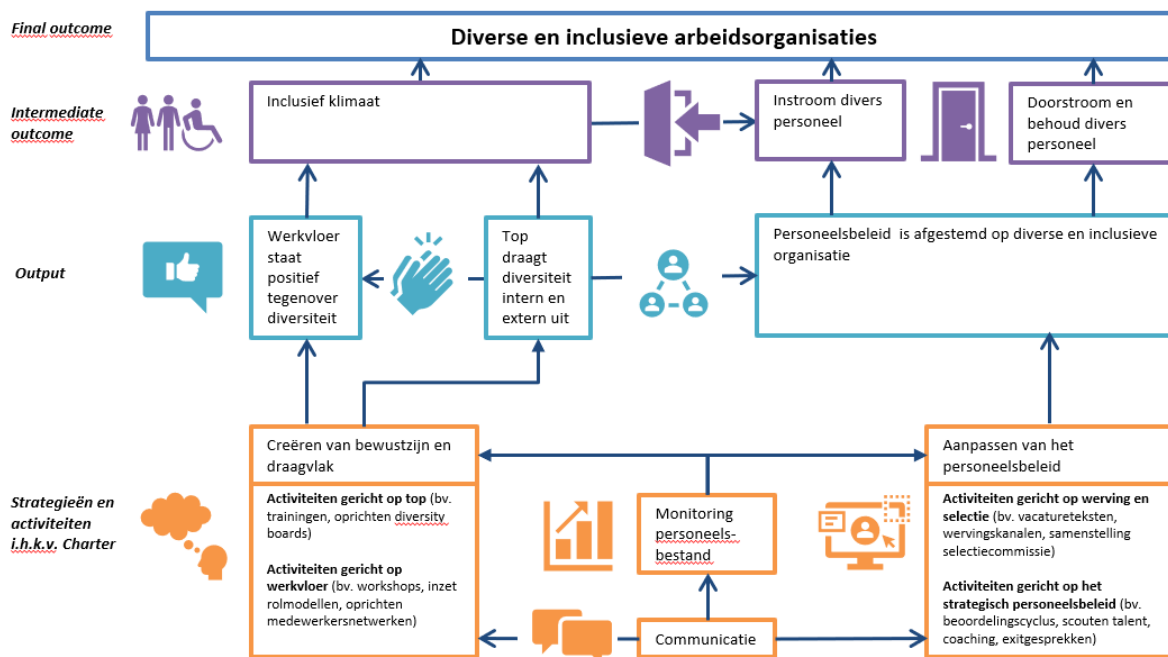 Final outcome
Diverse en inclusieve arbeidsorganisaties
Intermediate
outcome
Inclusief klimaat
Instroom divers
personeel
Doorstroom en
behoud divers
personeel
Output
Werkvloer
staat
positief
tegenover
diversiteit
Top
draagt
diversiteit
intern en
extern uit
Personeelsbeleid is afgestemd op diverse en inclusieve
organisatie
Strategieën en
activiteiten
i.h.k.v. Charter
Creëren van bewustzijn en
draagvlak
Activiteiten gericht op top (bv.
trainingen, oprichten diversity
boards)
Activiteiten gericht op
werkvloer (bv. workshops, inzet
rolmodellen, oprichten
medewerkersnetwerken)
Monitoring
personeels-
bestand
Communicatie
Aanpassen van het
personeelsbeleid
Activiteiten gericht op werving en
selectie (bv. vacatureteksten,
wervingskanalen, samenstelling
selectiecommissie)
Activiteiten gericht op het
strategisch personeelsbeleid (bv.
beoordelingscyclus, scouten talent,
coaching, exitgesprekken)